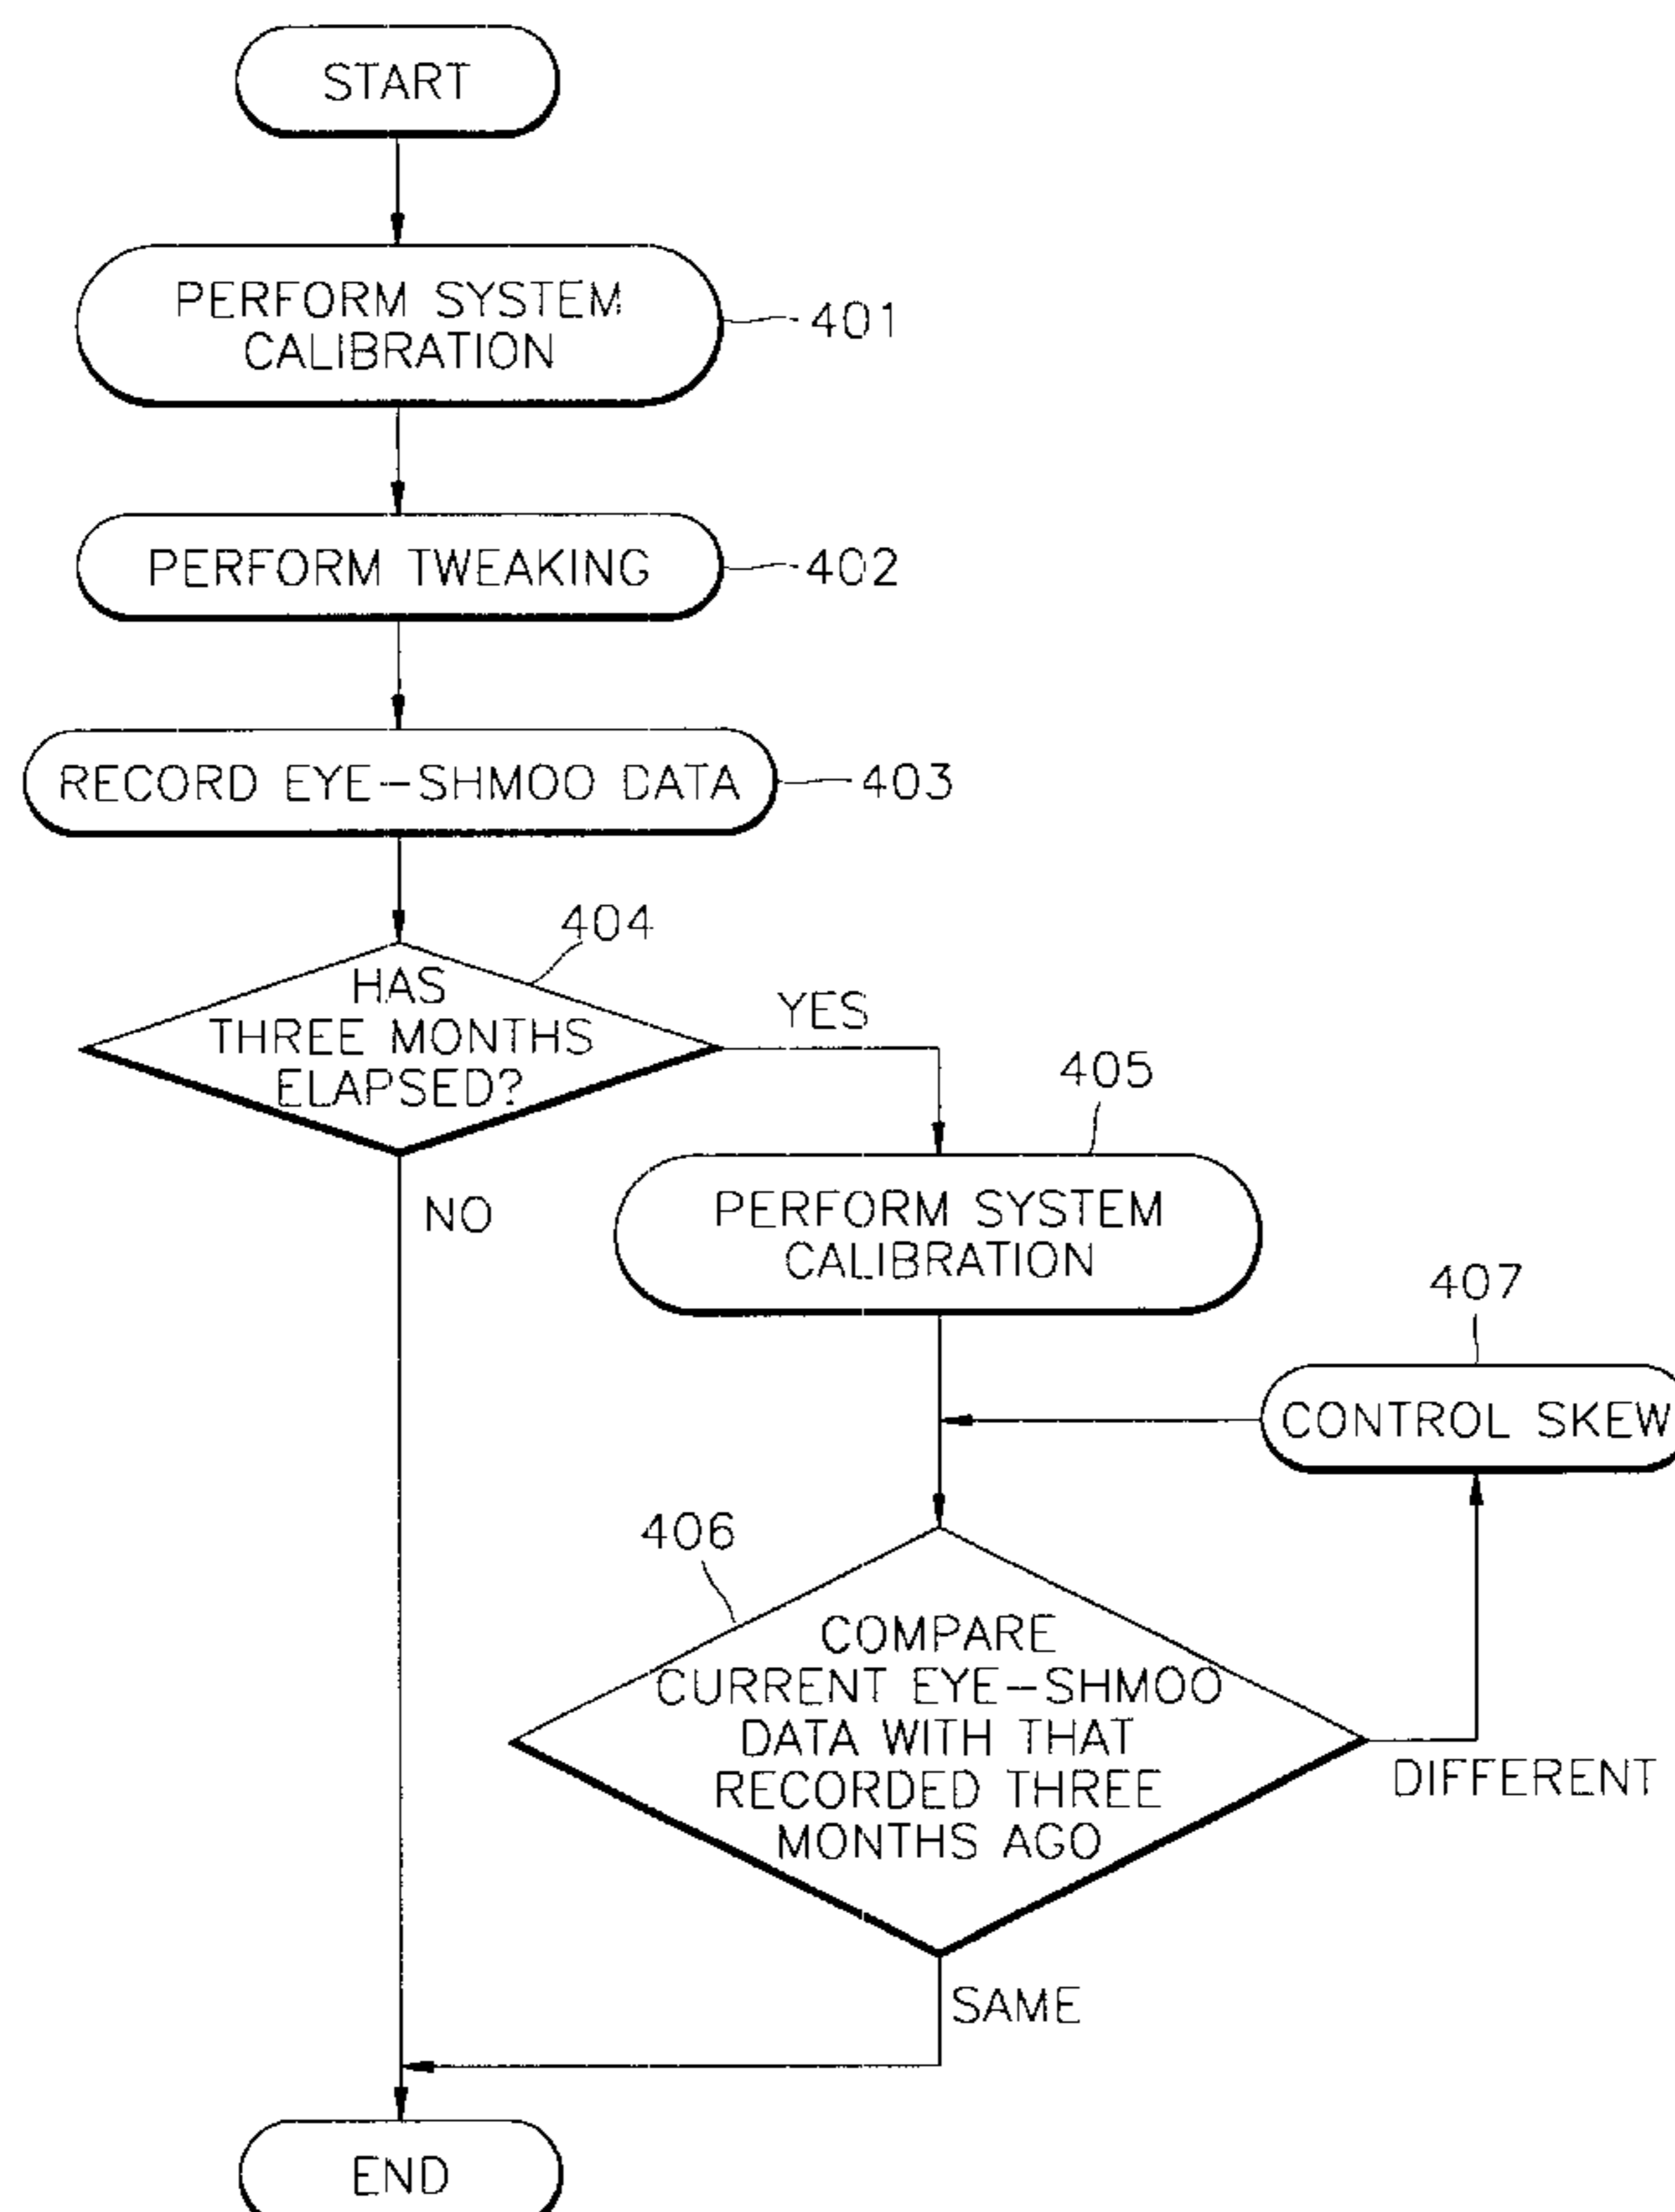 START
PERFORM SYSTEM
CALIBRATION
401
PERFORM TWEAKING
402
RECORD EYE-SHMOO DATA
403
404
HAS
THREE MONTHS
ELAPSED?
YES
NO
405
PERFORM SYSTEM
CALIBRATION
407
CONTROL SKEW
406
COMPARE
CURRENT EYE-SHMOO
DATA WITH THAT
RECORDED THREE
MONTHS AGO
DIFFERENT
SAME
END